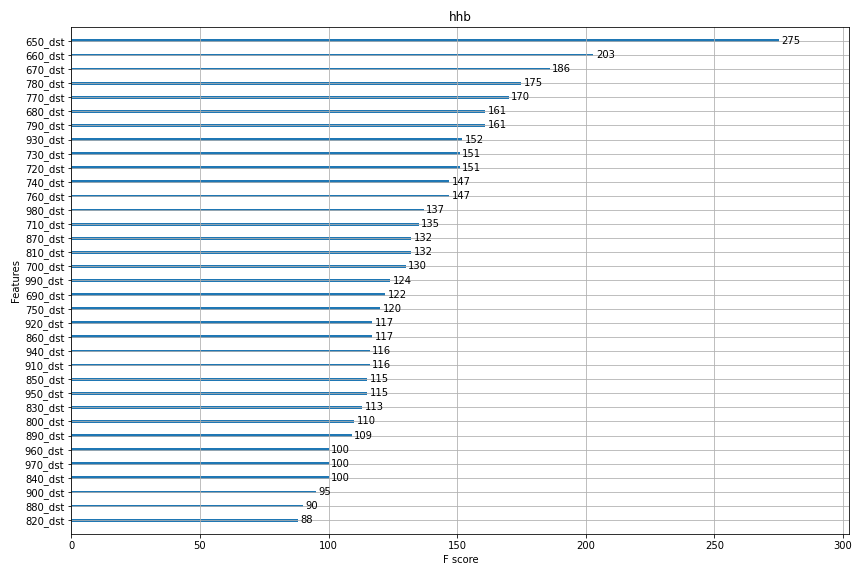 hhb
650_dst 275
660_dst 203
670_dst 186
780_dst 175
770_dst 170
680_dst 161
790_dst 161
930_dst 152
730_dst 151
720_dst 151
740_dst 147
760_dst 147
980_dst 137
710_dst 135
870_dst 132
810_dst 132
700_dst 130
990_dst 124
690_dst 122
750_dst 120
920_dst 117
860_dst 117
940_dst 116
910_dst 116
850_dst 115
950_dst 115
830_dst 113
800_dst 110
890_dst 109
960_dst 100
970_dst 100
840_dst 100
900_dst 95
880_dst 90
820_dst 88
Features
0 50 100 150 200 250 300
F score